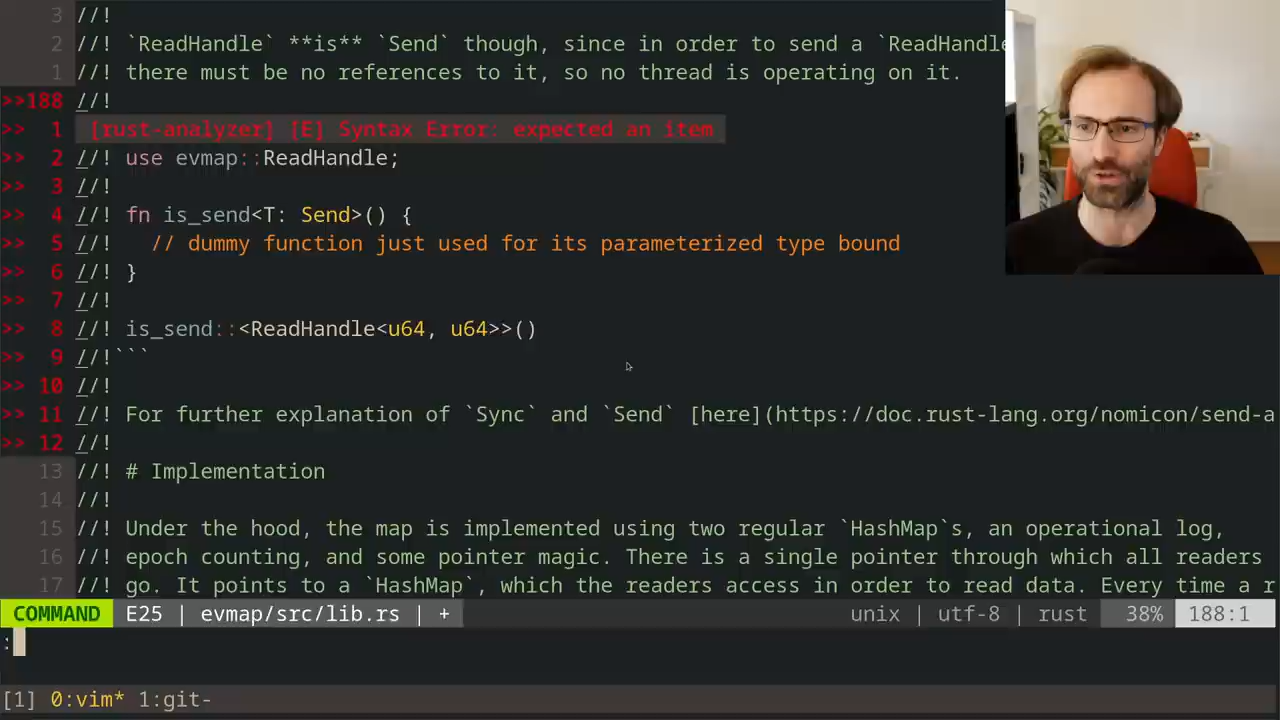 3 //!
2 //! `ReadHandle` **is** `Send` though, since in order to send a `ReadHandle
1 //! there must be no references to it, so no thread is operating on it.
>>188 //!
>> 1 [rust-analyzer] [E] Syntax Error: expected an item
>> 2 //! use evmap::ReadHandle;
>> 3 //!
>> 4 //! fn is_send<T: Send>() {
>> 5 //!   // dummy function just used for its parameterized type bound
>> 6 //! }
>> 7 //!
>> 8 //! is_send::<ReadHandle<u64, u64>>()
>> 9 //!```
>> 10 //!
>> 11 //! For further explanation of `Sync` and `Send` [here](https://doc.rust-lang.org/nomicon/send-a
>> 12 //!
13 //! # Implementation
14 //!
15 //! Under the hood, the map is implemented using two regular `HashMap`s, an operational log,
16 //! epoch counting, and some pointer magic. There is a single pointer through which all readers
17 //! go. It points to a `HashMap`, which the readers access in order to read data. Every time a r
COMMAND E25 | evmap/src/lib.rs | + unix | utf-8 | rust 38% 188:1
:
[1] 0:vim* 1:git-